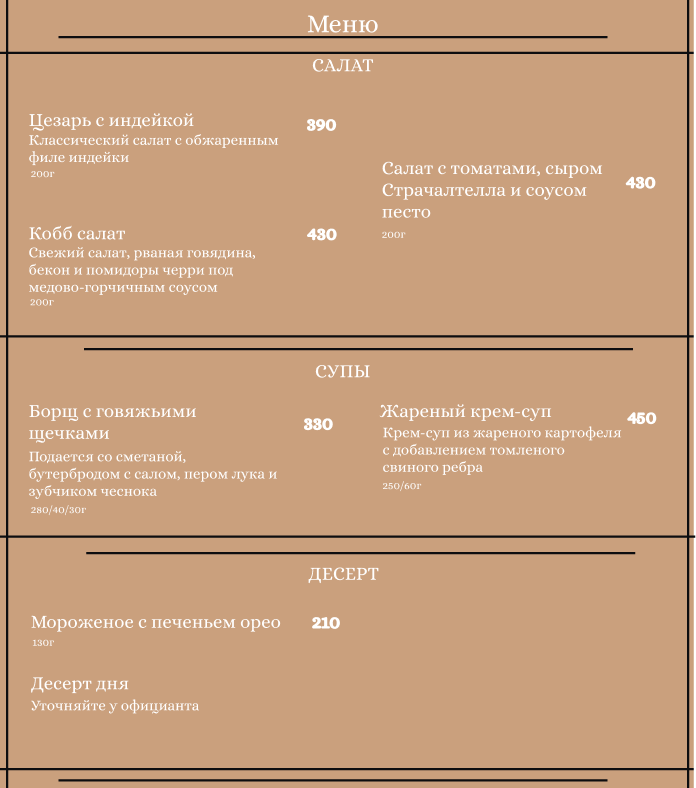 Меню
САЛАТ
Цезарь с индейкой
390
Классический салат с обжаренным
филе индейки
200г
Кобб салат
430
Свежий салат, рваная говядина,
бекон и помидоры черри под
медово-горчичным соусом
200г
Салат с томатами, сыром
Страчалтелла и соусом
песто
430
200г
СУПЫ
Борщ с говяжьими
щечками
330
Подается со сметаной,
бутербродом с салом, пером лука и
зубчиком чеснока
280/40/30г
Жареный крем-суп
450
Крем-суп из жареного картофеля
с добавлением томленого
свиного ребра
250/60г
ДЕСЕРТ
Мороженое с печеньем орео
210
130г
Десерт дня
Уточняйте у официанта